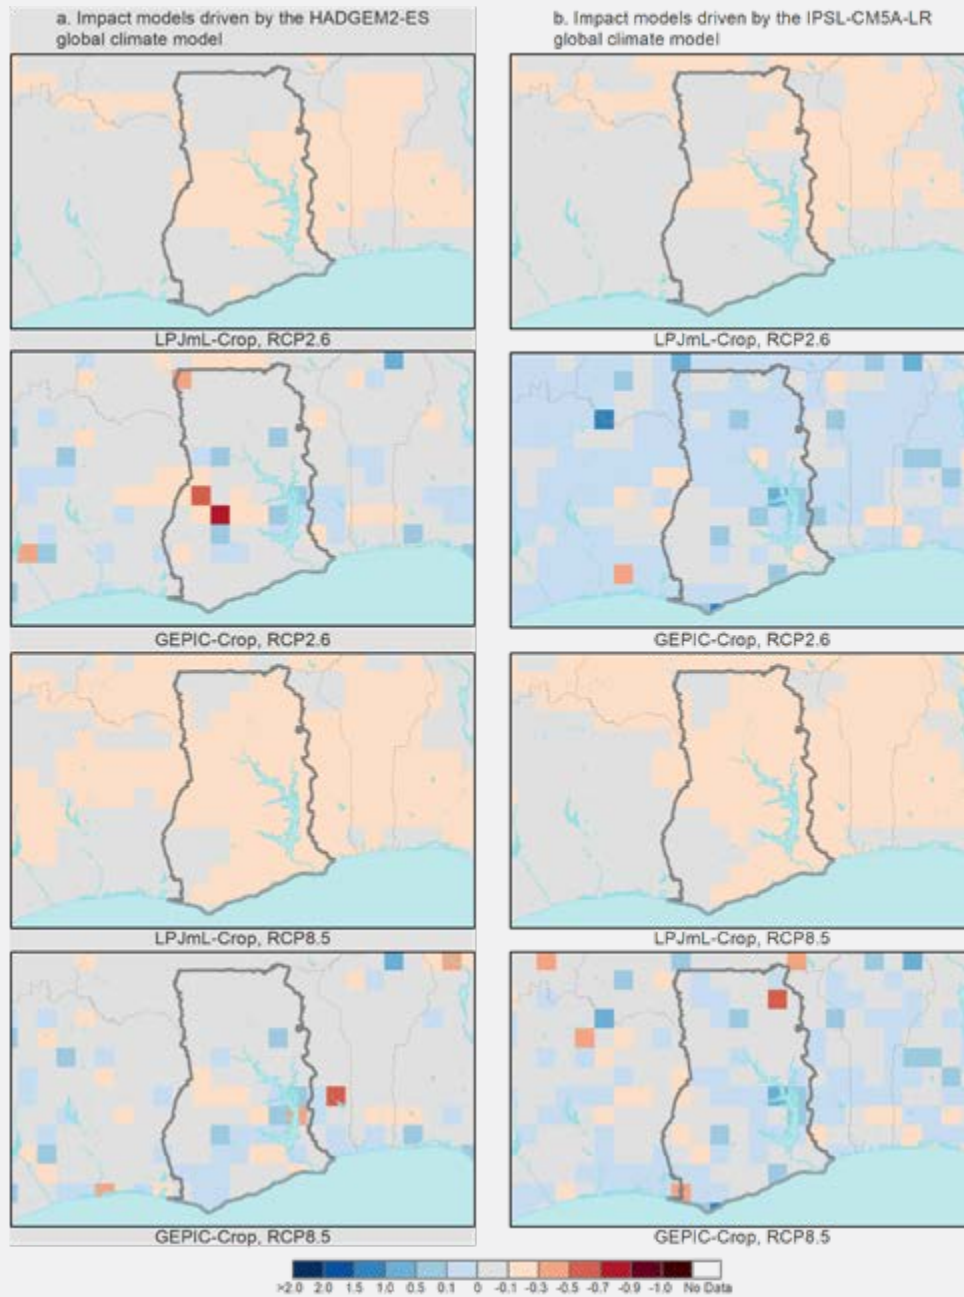 a. Impact models driven by the HADGEM2-ES
global climate model
b. Impact models driven by the IPSL-CM5A-LR
global climate model
LPJmL-Crop, RCP2.6
LPJmL-Crop, RCP2.6
GEPIC-Crop, RCP2.6
GEPIC-Crop, RCP2.6
LPJmL-Crop, RCP8.5
LPJmL-Crop, RCP8.5
GEPIC-Crop, RCP8.5
GEPIC-Crop, RCP8.5
>2.0 2.0 1.5 1.0 0.5 0.1 0 -0.1 -0.3 -0.5 -0.7 -0.9 -1.0 No Data